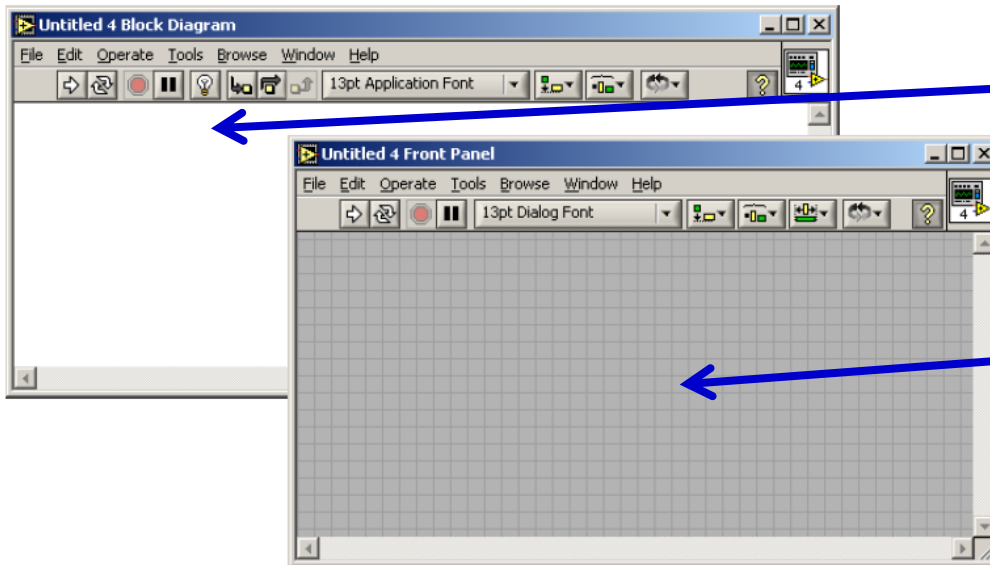 Untitled 4 Block Diagram
File Edit Operate Tools Browse Window Help
13pt Application Font
4
Untitled 4 Front Panel
File Edit Operate Tools Browse Window Help
13pt Dialog Font
4